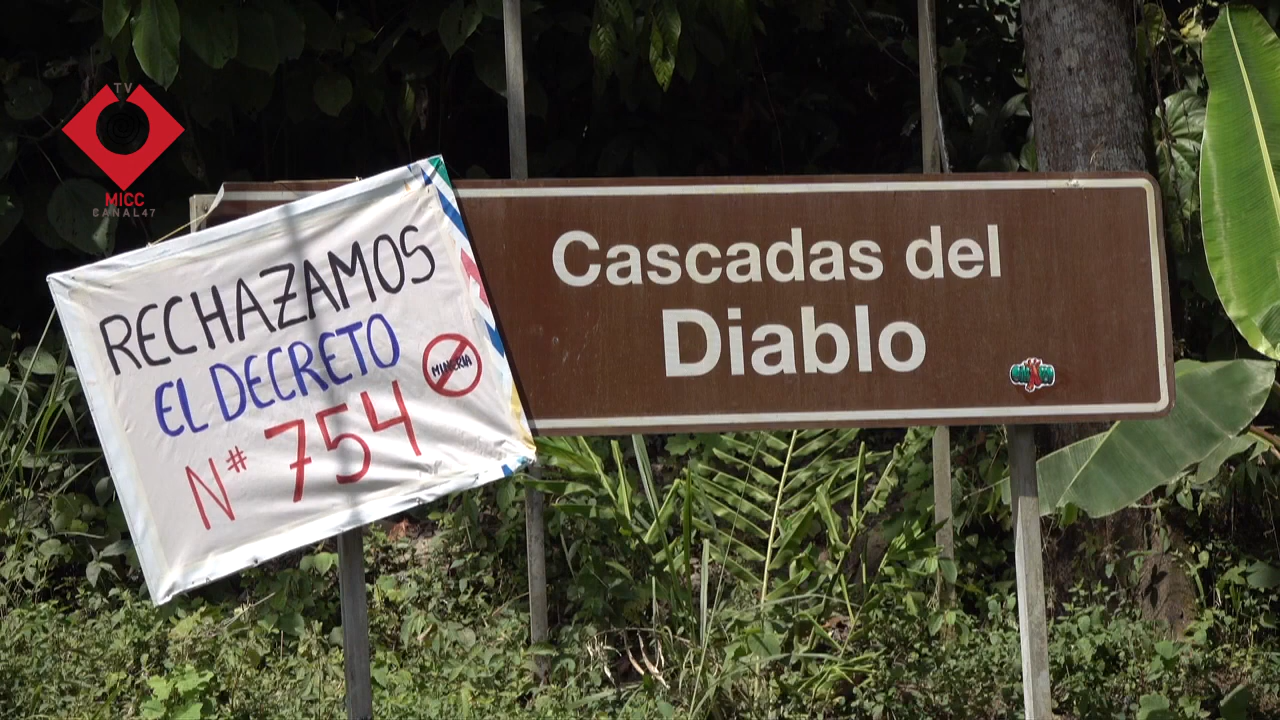 TV
MICC
CANAL47
RECHAZAMOS
EL DECRETO
N# 754
MINERIA
Cascadas del
Diablo